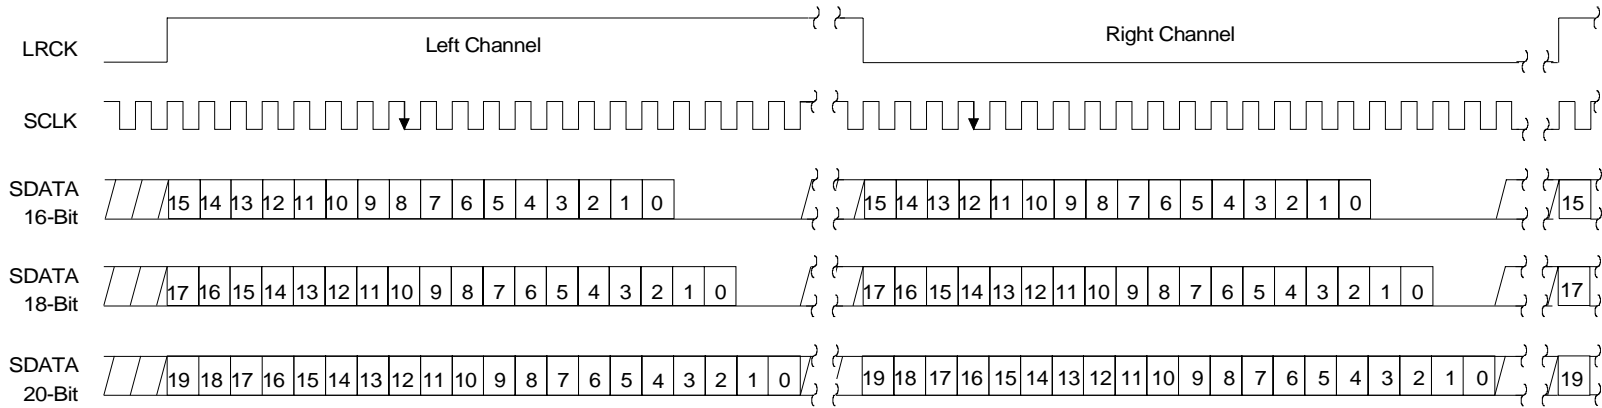 LRCK
Left Channel
Right Channel
SCLK
SDATA
16-Bit
15 14 13 12 11 10 9 8 7 6 5 4 3 2 1 0
15 14 13 12 11 10 9 8 7 6 5 4 3 2 1 0
15
SDATA
18-Bit
17 16 15 14 13 12 11 10 9 8 7 6 5 4 3 2 1 0
17 16 15 14 13 12 11 10 9 8 7 6 5 4 3 2 1 0
17
SDATA
20-Bit
19 18 17 16 15 14 13 12 11 10 9 8 7 6 5 4 3 2 1 0
19 18 17 16 15 14 13 12 11 10 9 8 7 6 5 4 3 2 1 0
19